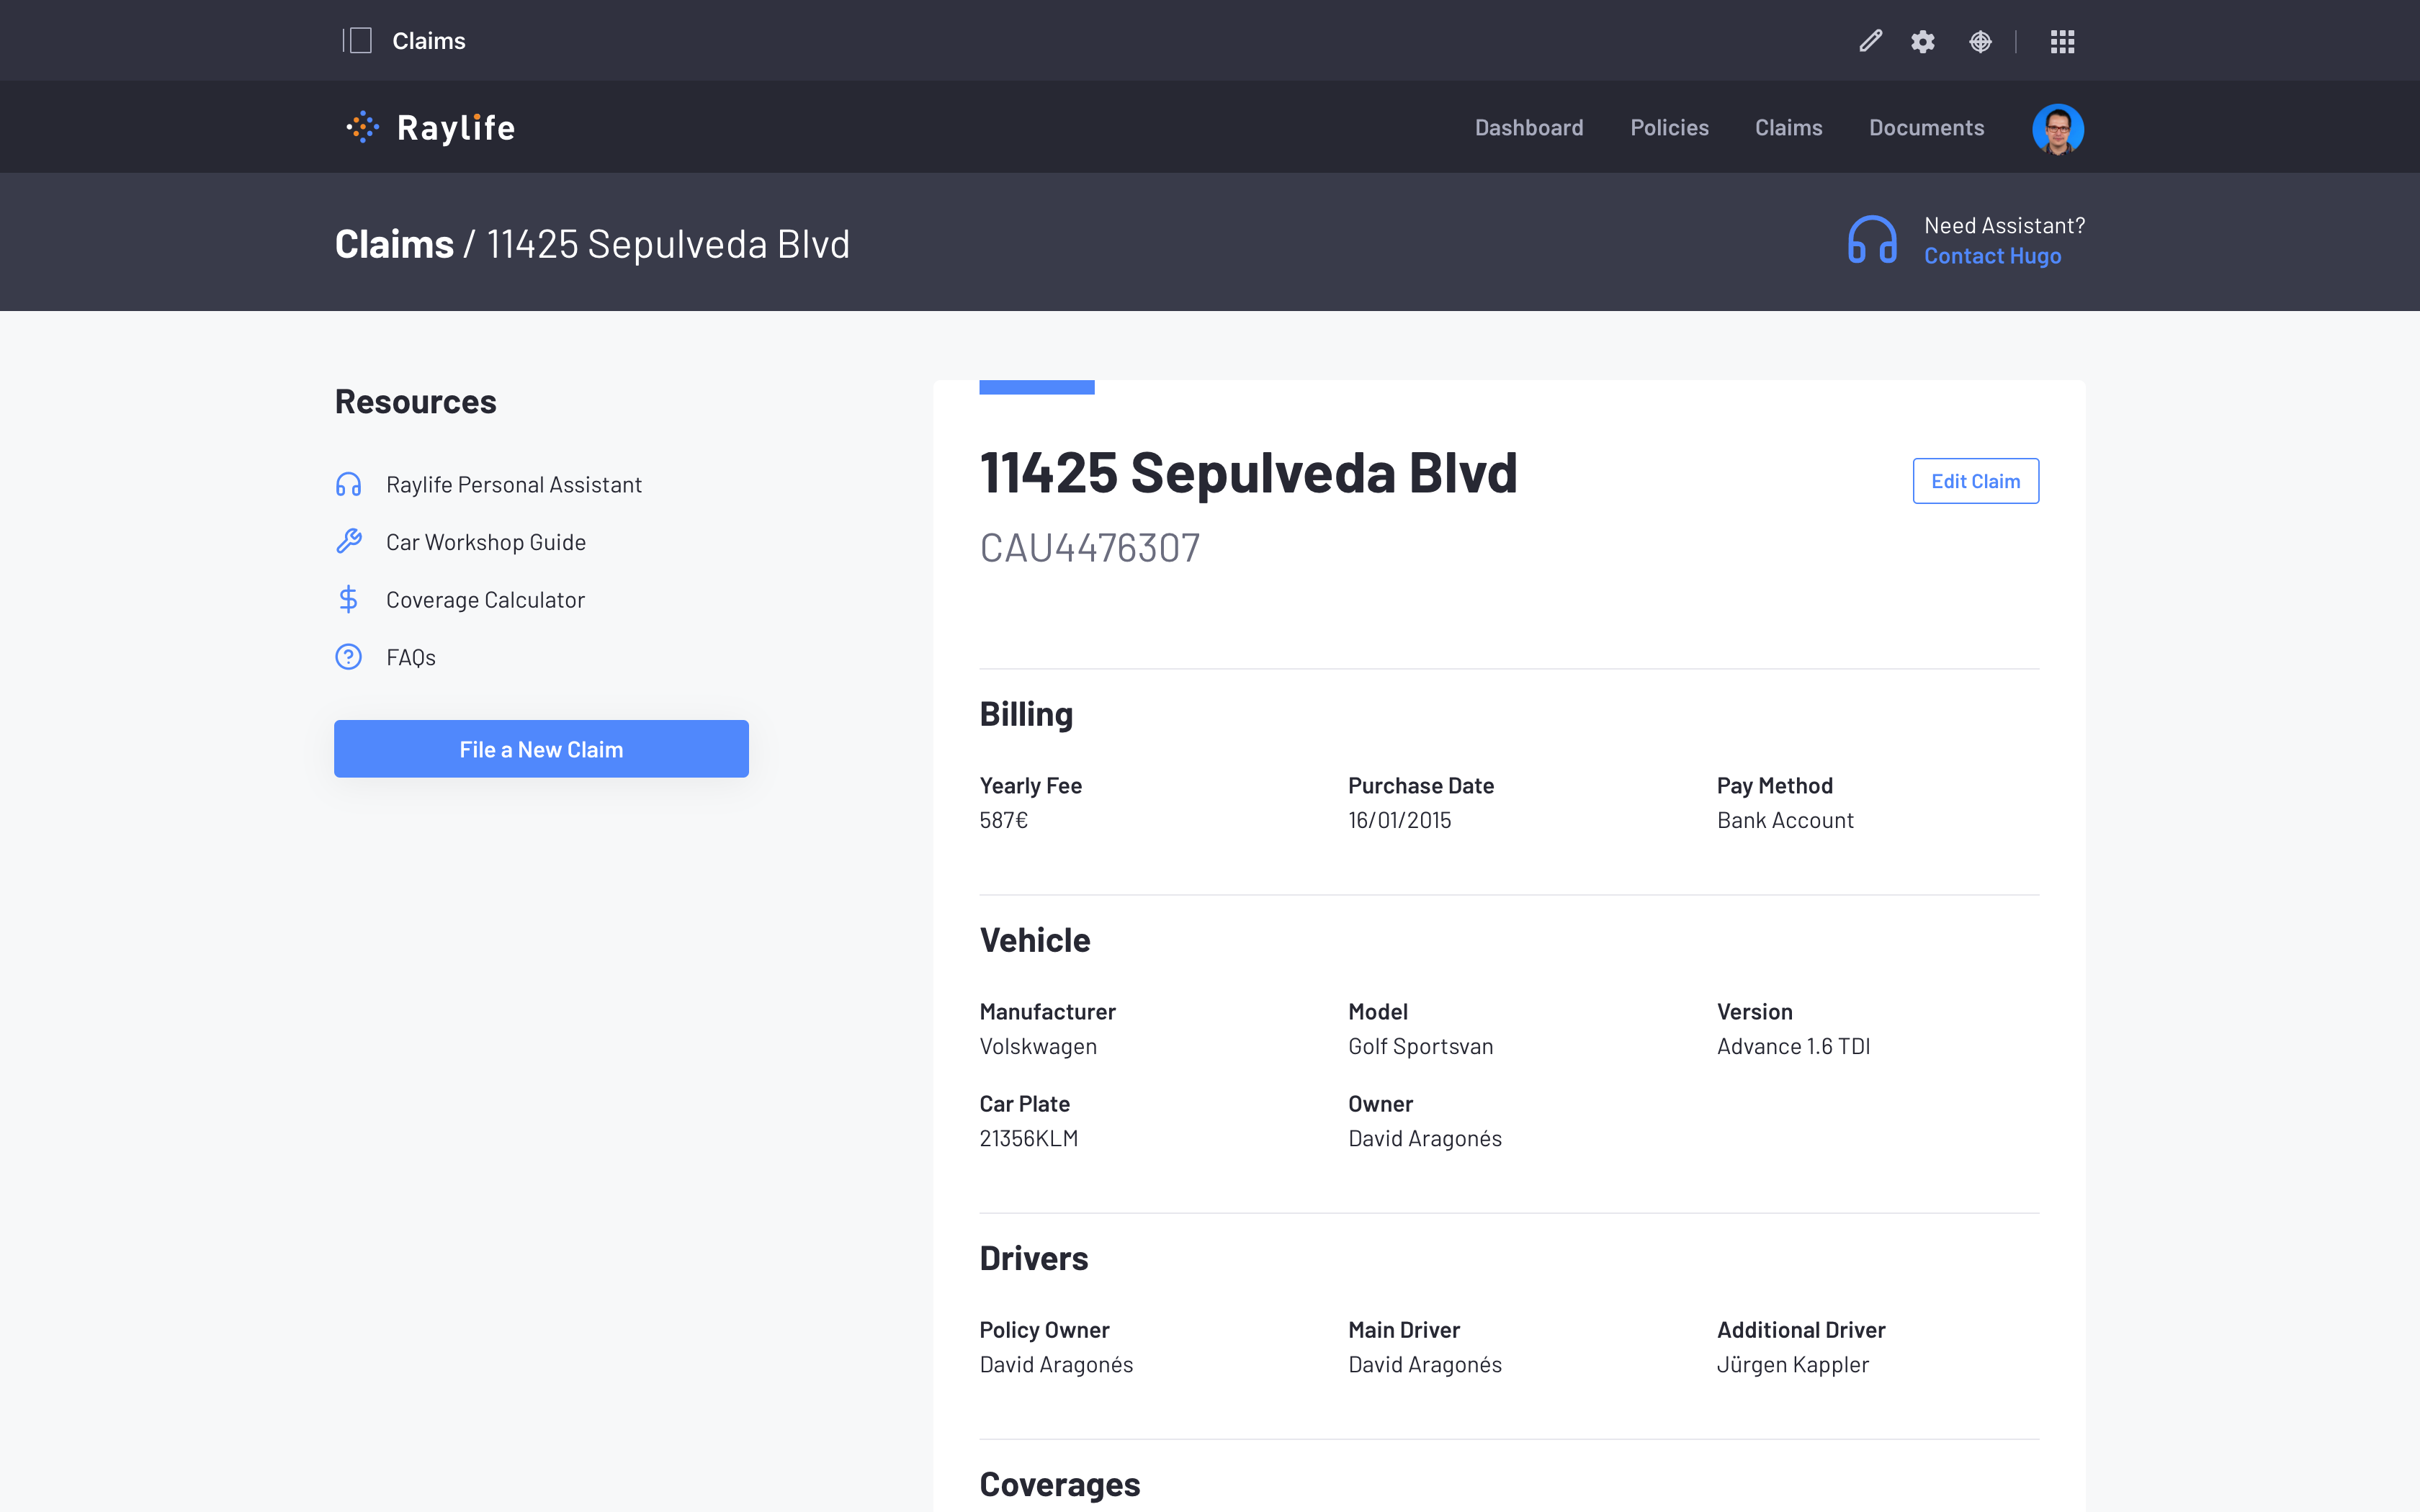 Claims
Raylife
Dashboard Policies Claims Documents
Claims / 11425 Sepulveda Blvd
Need Assistant?
Contact Hugo
Resources
Raylife Personal Assistant
Car Workshop Guide
Coverage Calculator
FAQs
File a New Claim
11425 Sepulveda Blvd
Edit Claim
CAU4476307
Billing
Yearly Fee Purchase Date Pay Method
587€ 16/01/2015 Bank Account
Vehicle
Manufacturer Model Version
Volskwagen Golf Sportsvan Advance 1.6 TDI
Car Plate Owner
21356KLM David Aragonés
Drivers
Policy Owner Main Driver Additional Driver
David Aragonés David Aragonés Jürgen Kappler
Coverages